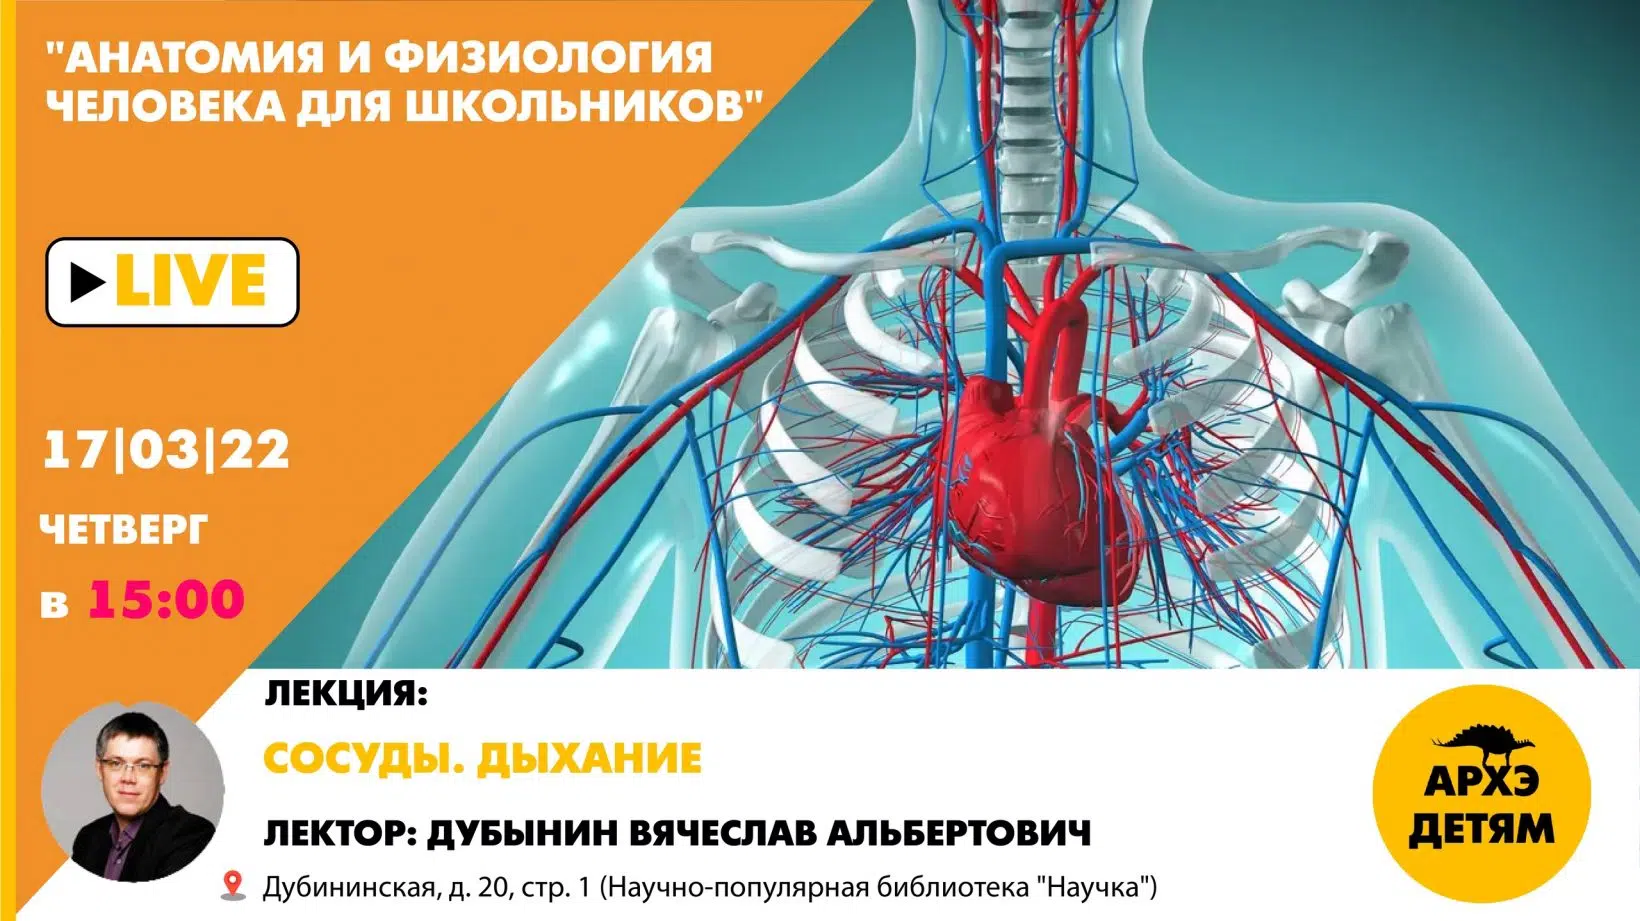 "АНАТОМИЯ И ФИЗИОЛОГИЯ
ЧЕЛОВЕКА ДЛЯ ШКОЛЬНИКОВ"
LIVE
17|03|22
ЧЕТВЕРГ
в 15:00
ЛЕКЦИЯ:
СОСУДЫ. ДЫХАНИЕ
ЛЕКТОР: ДУБЫНИН ВЯЧЕСЛАВ АЛЬБЕРТОВИЧ
Дубининская, д. 20, стр. 1 (Научно-популярная библиотека "Научка")
АРХЭ
ДЕТЯМ